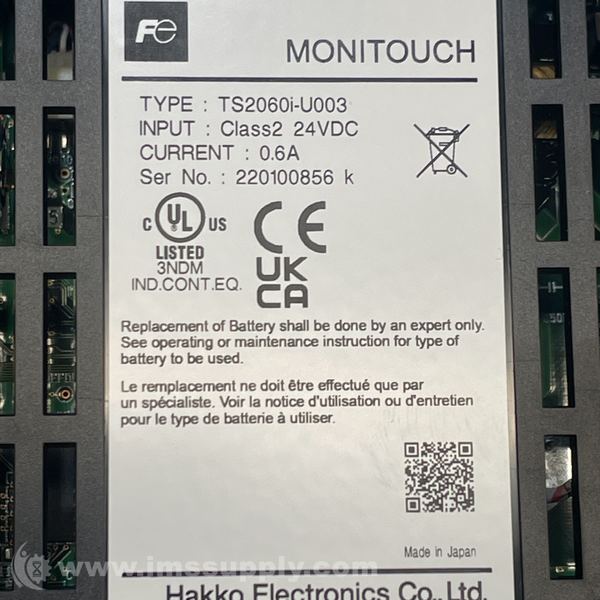 Fe
MONITOUCH
TYPE : TS2060i-U003
INPUT : Class2 24VDC
CURRENT : 0.6A
Ser No. : 220100856 k
C UL US
LISTED
3NDM
IND.CONT.EQ.
CE
UK
CA
Replacement of Battery shall be done by an expert only.
See operating or maintenance instruction for type of
battery to be used.
Le remplacement ne doit être effectué que par
un spécialiste. Voir la notice d'utilisation ou d'entretien
pour le type de batterie à utiliser.
Made in Japan
www.imssupply.com
Hakko Electronics Co.,Ltd.